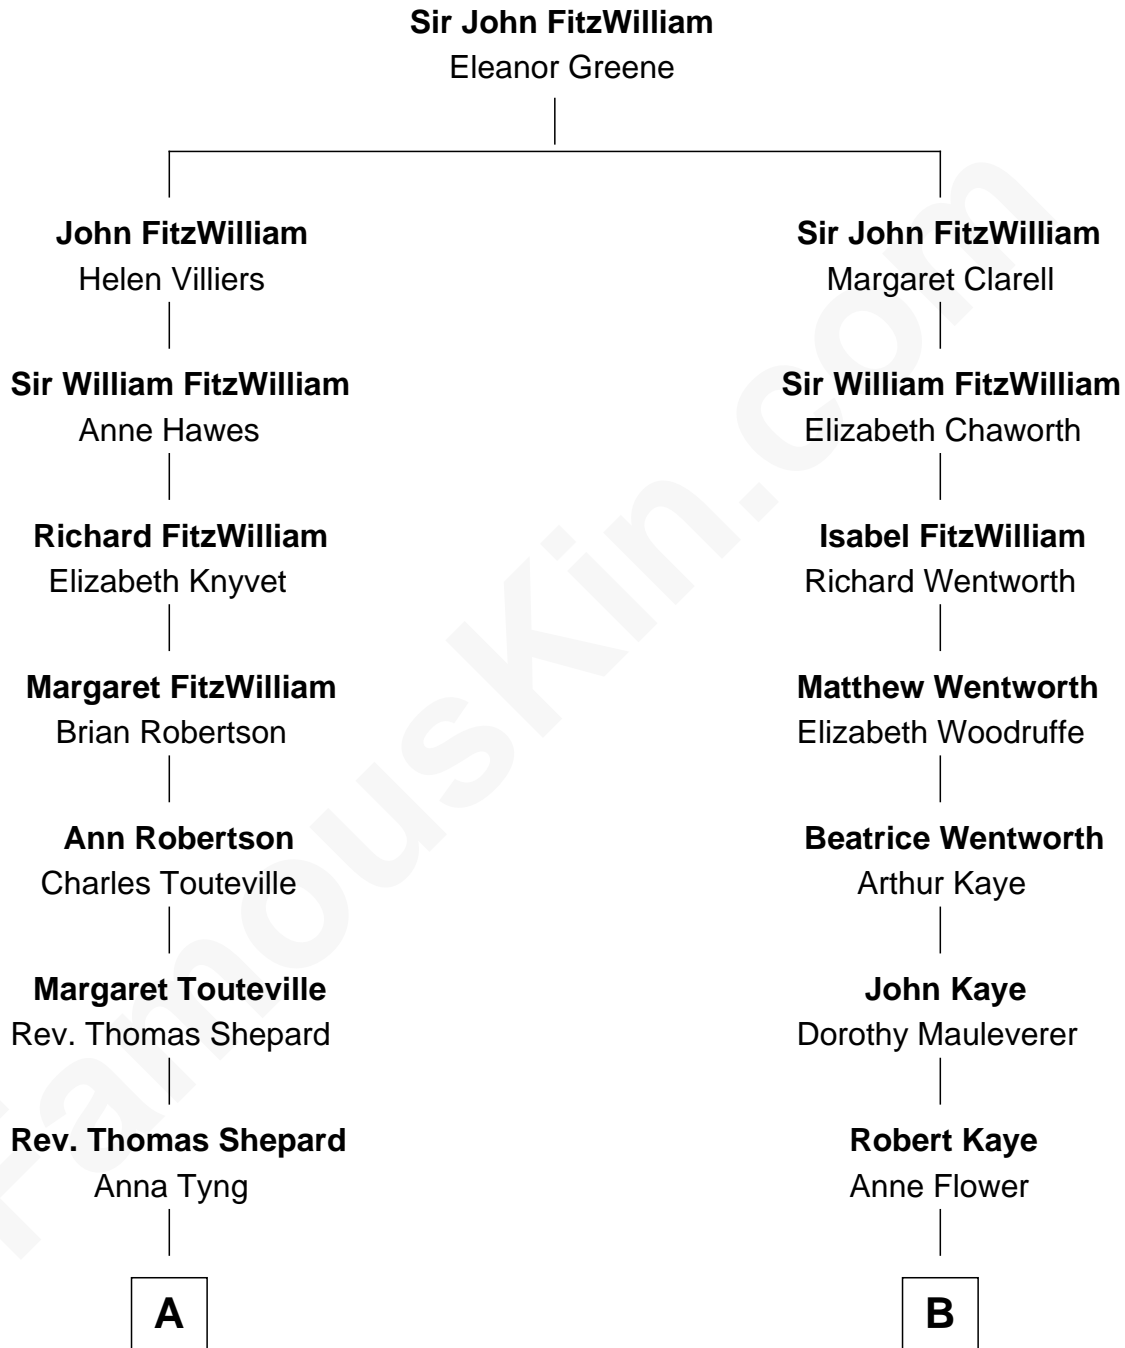 Sir John FitzWilliam
Eleanor Greene
John FitzWilliam
Helen Villiers
Sir William FitzWilliam
Anne Hawes
Richard FitzWilliam
Elizabeth Knyvet
Margaret FitzWilliam
Brian Robertson
Ann Robertson
Charles Touteville
Margaret Touteville
Rev. Thomas Shepard
Rev. Thomas Shepard
Anna Tyng
A
Sir John FitzWilliam
Margaret Clarell
Sir William FitzWilliam
Elizabeth Chaworth
Isabel FitzWilliam
Richard Wentworth
Matthew Wentworth
Elizabeth Woodruffe
Beatrice Wentworth
Arthur Kaye
John Kaye
Dorothy Mauleverer
Robert Kaye
Anne Flower
B
FamousKin.com